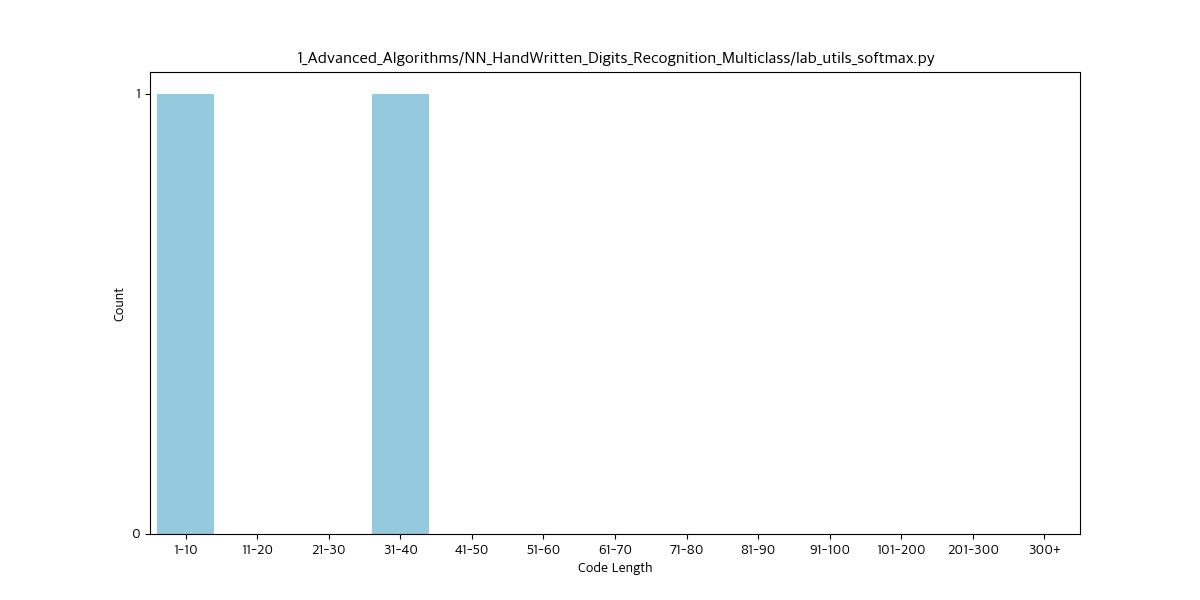 1_Advanced_Algorithms/NN_HandWritten_Digits_Recognition_Multiclass/lab_utils_softmax.py
1
Count
0
1-10 11-20 21-30 31-40 41-50 51-60 61-70 71-80 81-90 91-100 101-200 201-300 300+
Code Length